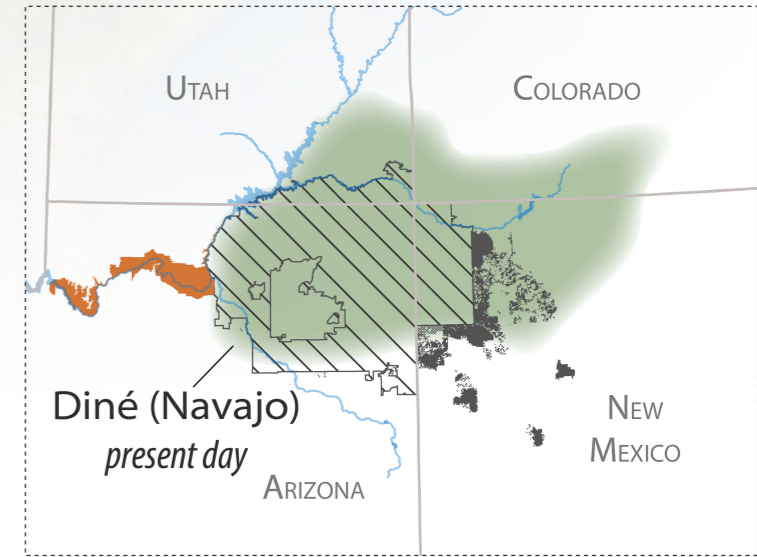 UTAH
COLORADO
Diné (Navajo)
present day
ARIZONA
NEW
MEXICO